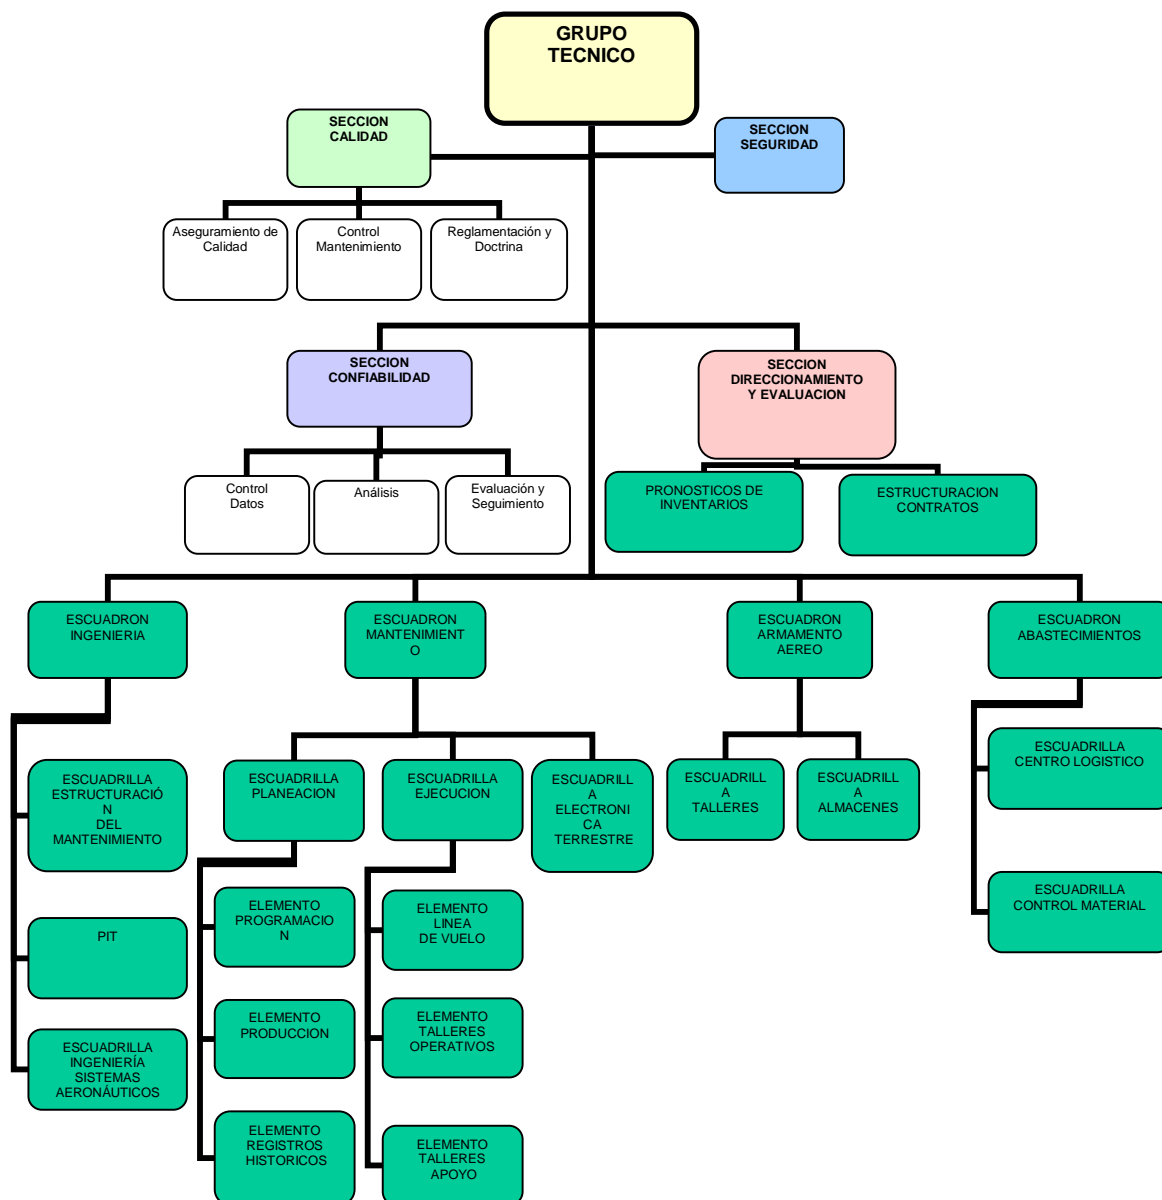 GRUPO
TECNICO
SECCION
CALIDAD
SECCION
SEGURIDAD
Aseguramiento de
Calidad
Control
Mantenimiento
Reglamentación y
Doctrina
SECCION
CONFIABILIDAD
SECCION
DIRECCIONAMIENTO
Y EVALUACION
Control
Datos
Análisis
Evaluación y
Seguimiento
PRONOSTICOS DE
INVENTARIOS
ESTRUCTURACION
CONTRATOS
ESCUADRON
INGENIERIA
ESCUADRON
MANTENIMIENT
O
ESCUADRON
ARMAMENTO
AEREO
ESCUADRON
ABASTECIMIENTOS
ESCUADRILLA
ESTRUCTURACIÓ
N
DEL
MANTENIMIENTO
ESCUADRILLA
PLANEACION
ESCUADRILLA
EJECUCION
ESCUADRILL
A
ELECTRONI
CA
TERRESTRE
ESCUADRILL
A
TALLERES
ESCUADRILL
A
ALMACENES
ESCUADRILLA
CENTRO LOGISTICO
ELEMENTO
PROGRAMACIO
N
ELEMENTO
LINEA
DE VUELO
ESCUADRILLA
CONTROL MATERIAL
PIT
ELEMENTO
PRODUCCION
ELEMENTO
TALLERES
OPERATIVOS
ESCUADRILLA
INGENIERÍA
SISTEMAS
AERONÁUTICOS
ELEMENTO
REGISTROS
HISTORICOS
ELEMENTO
TALLERES
APOYO